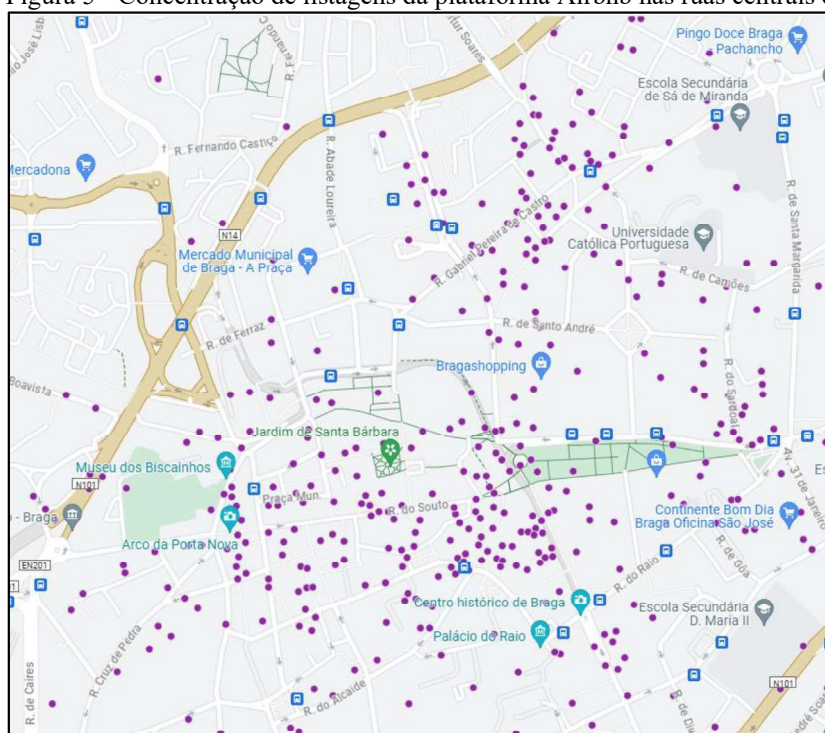 Figura 5 - Concentração de listagens da plataforma Airbnb nas ruas centrais
Pingo Doce Braga
Pachancho
Escola Secundária
de Sá de Miranda
R. Fernando Castiço
Mercadona
R. Abade Loureira
R. de Santa Margarida
N14
Universidade
Católica Portuguesa
R. Gabriel Pereira de Castro
Mercado Municipal
de Braga - A Praça
R. de Camões
R. de Ferraz
R. de Santo André
Bragashopping
R. do Sardoal
Boavista
Jardim de Santa Bárbara
Museu dos Biscainhos
Av. 31 de Janeiro
N101
Praça Mun.
R. do Souto
- Braga
Arco da Porta Nova
Continente Bom Dia
Braga Oficina São José
R. de Góa
EN201
R. do Raio
Centro histórico de Braga
Escola Secundária
D. Maria II
Palácio do Raio
R. Cruz de Pedra
R. de Caires
R. do Alcaide
N101